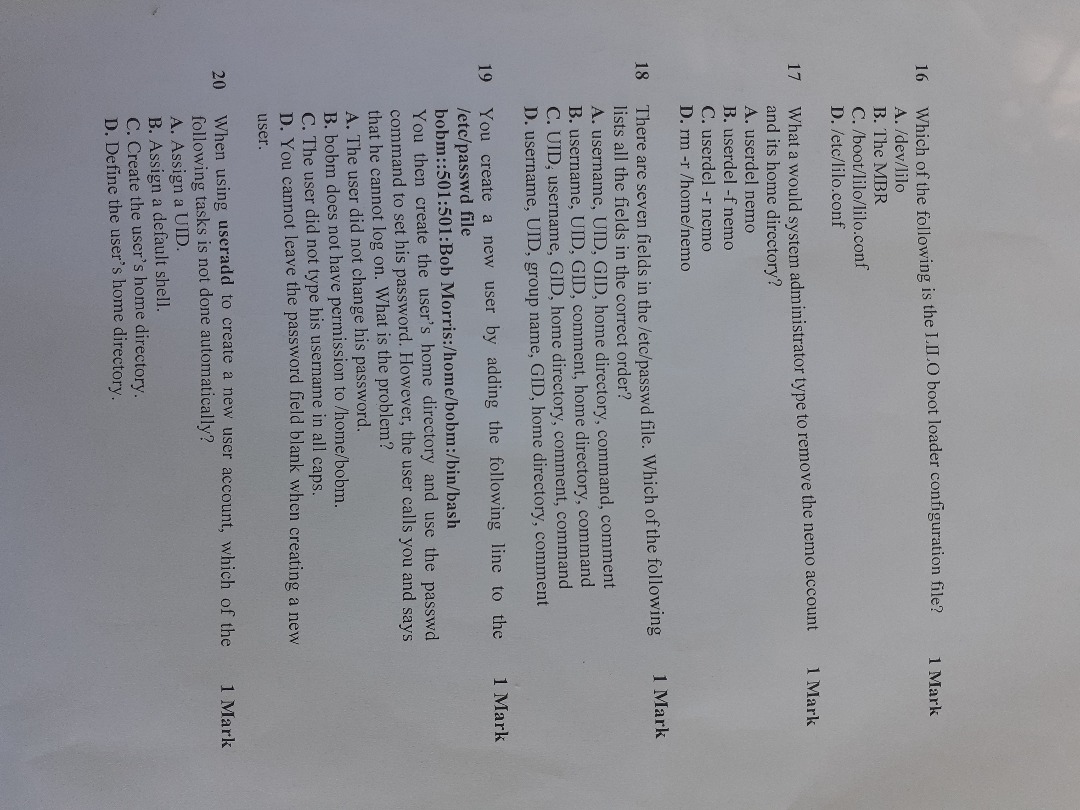 16 Which of the following is the LILO boot loader configuration file? 1 Mark
A. /dev/lilo
B. The MBR
C. /boot/lilo/lilo.conf
D. /etc/lilo.conf
17 What a would system administrator type to remove the nemo account 1 Mark
and its home directory?
A. userdel nemo
B. userdel -f nemo
C. userdel -r nemo
D. rm -r /home/nemo
18 There are seven fields in the /etc/passwd file. Which of the following 1 Mark
lists all the fields in the correct order?
A. username, UID, GID, home directory, command, comment
B. username, UID, GID, comment, home directory, command
C. UID, username, GID, home directory, comment, command
D. username, UID, group name, GID, home directory, comment
19 You create a new user by adding the following line to the 1 Mark
/etc/passwd file
bobm::501:501:Bob Morris:/home/bobm:/bin/bash
You then create the user's home directory and use the passwd
command to set his password. However, the user calls you and says
that he cannot log on. What is the problem?
A. The user did not change his password.
B. bobm does not have permission to /home/bobm.
C. The user did not type his username in all caps.
D. You cannot leave the password field blank when creating a new
user.
20 When using useradd to create a new user account, which of the 1 Mark
following tasks is not done automatically?
A. Assign a UID.
B. Assign a default shell.
C. Create the user's home directory.
D. Define the user's home directory.